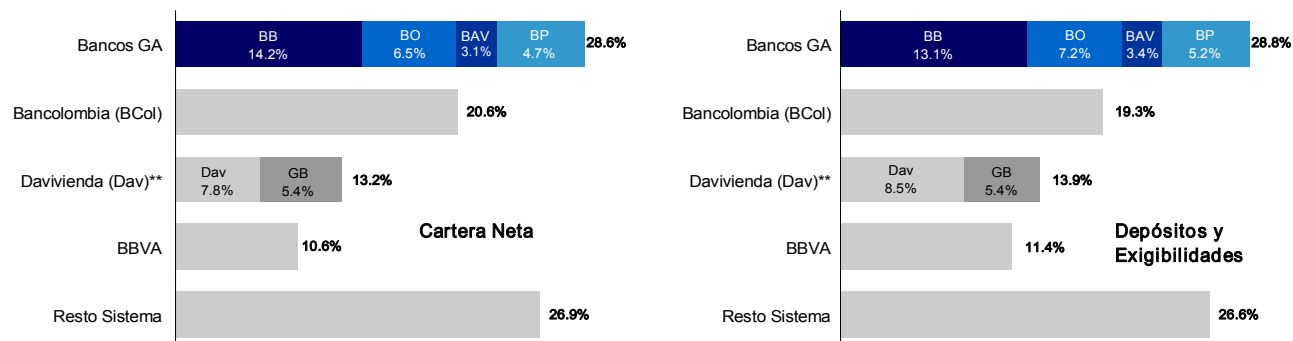 Bancos GA
BB
14.2%
BO
6.5%
BAV
3.1%
BP
4.7%
28.6%
Bancolombia (BCol)
20.6%
Davivienda (Dav)**
Dav
7.8%
GB
5.4%
13.2%
BBVA
10.6%
Cartera Neta
Resto Sistema
26.9%
Bancos GA
BB
13.1%
BO
7.2%
BAV
3.4%
BP
5.2%
28.8%
Bancolombia (BCol)
19.3%
Davivienda (Dav)**
Dav
8.5%
GB
5.4%
13.9%
BBVA
11.4%
Depósitos y
Exigibilidades
Resto Sistema
26.6%